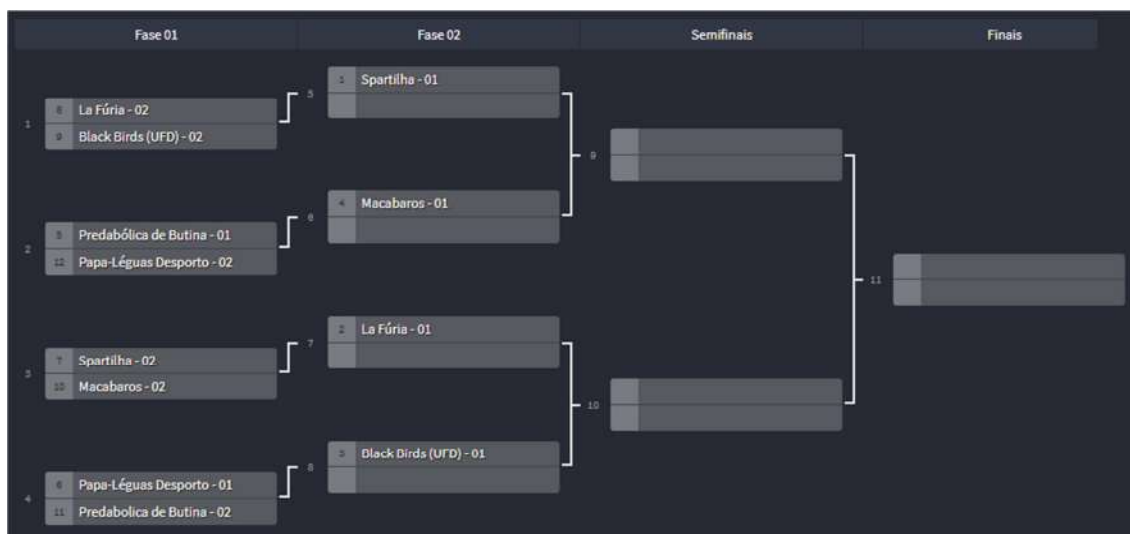 Fase 01
Fase 02
Semifinais
Finais
1
8 La Fúria - 02
9 Black Birds (UFD) - 02
2
5 Predabólica de Butina - 01
12 Papa-Léguas Desporto - 02
3
7 Spartilha - 02
10 Macabaros - 02
4
6 Papa-Léguas Desporto - 01
11 Predabolica de Butina - 02
5
1 Spartilha - 01
6
4 Macabaros - 01
7
2 La Fúria - 01
8
3 Black Birds (UFD) - 01
9
10
11